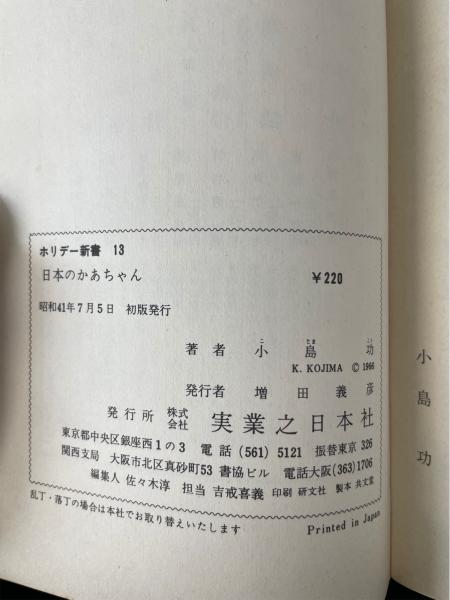 ホリデー新書 13
日本のかあちゃん ￥220
昭和41年7月5日 初版発行
著者 小島功
K. KOJIMA © 1966
発行者 増田義彦
発行所 株式会社 実業之日本社
東京都中央区銀座西1の3 電話 (561) 5121 振替東京 326
関西支局 大阪市北区真砂町53 書協ビル 電話大阪(363)1706
編集人 佐々木淳 担当 吉戒喜義 印刷 研文社 製本 共文堂
乱丁・落丁の場合は本社でお取り替えいたします Printed in Japan
小島功